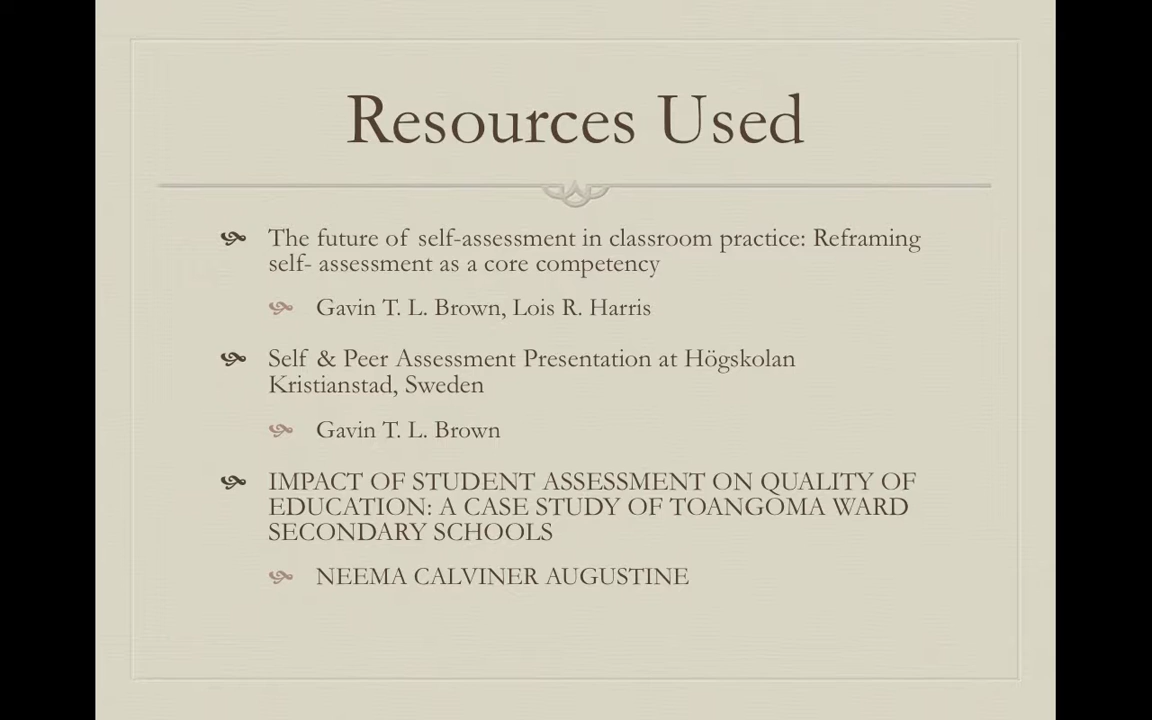 Resources Used
The future of self-assessment in classroom practice: Reframing
self- assessment as a core competency
Gavin T. L. Brown, Lois R. Harris
Self & Peer Assessment Presentation at Högskolan
Kristianstad, Sweden
Gavin T. L. Brown
IMPACT OF STUDENT ASSESSMENT ON QUALITY OF
EDUCATION: A CASE STUDY OF TOANGOMA WARD
SECONDARY SCHOOLS
NEEMA CALVINER AUGUSTINE